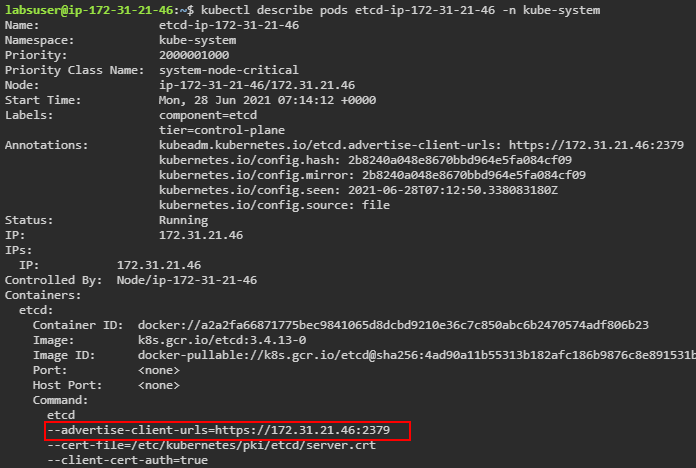 labsuser@ip-172-31-21-46:~$ kubectl describe pods etcd-ip-172-31-21-46 -n kube-system
Name:                 etcd-ip-172-31-21-46
Namespace:            kube-system
Priority:             2000001000
Priority Class Name:  system-node-critical
Node:                 ip-172-31-21-46/172.31.21.46
Start Time:           Mon, 28 Jun 2021 07:14:12 +0000
Labels:               component=etcd
                      tier=control-plane
Annotations:          kubeadm.kubernetes.io/etcd.advertise-client-urls: https://172.31.21.46:2379
                      kubernetes.io/config.hash: 2b8240a048e8670bbd964e5fa084cf09
                      kubernetes.io/config.mirror: 2b8240a048e8670bbd964e5fa084cf09
                      kubernetes.io/config.seen: 2021-06-28T07:12:50.338083180Z
                      kubernetes.io/config.source: file
Status:               Running
IP:                   172.31.21.46
IPs:
  IP:           172.31.21.46
Controlled By:  Node/ip-172-31-21-46
Containers:
  etcd:
    Container ID:  docker://a2a2fa66871775bec9841065d8dcbd9210e36c7c850abc6b2470574adf806b23
    Image:         k8s.gcr.io/etcd:3.4.13-0
    Image ID:      docker-pullable://k8s.gcr.io/etcd@sha256:4ad90a11b55313b182afc186b9876c8e891531b
    Port:          <none>
    Host Port:     <none>
    Command:
      etcd
      --advertise-client-urls=https://172.31.21.46:2379
      --cert-file=/etc/kubernetes/pki/etcd/server.crt
      --client-cert-auth=true